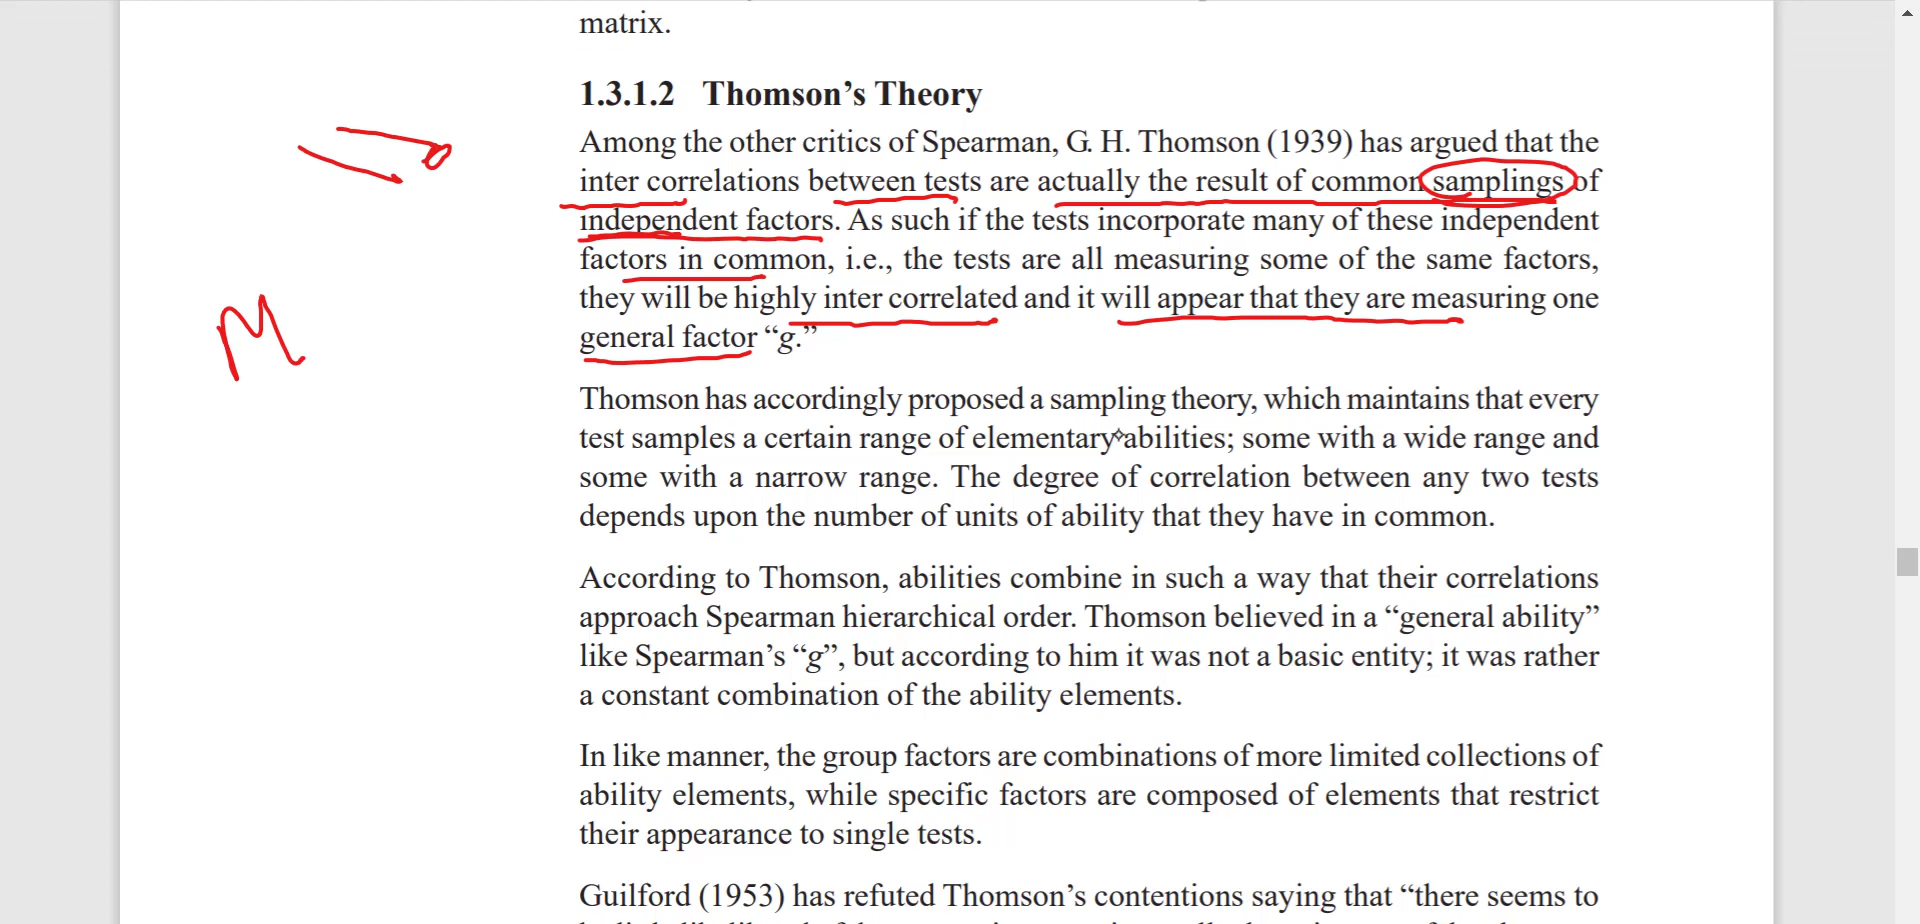 matrix.
1.3.1.2 Thomson’s Theory
Among the other critics of Spearman, G. H. Thomson (1939) has argued that the
inter correlations between tests are actually the result of common samplings of
independent factors. As such if the tests incorporate many of these independent
factors in common, i.e., the tests are all measuring some of the same factors,
they will be highly inter correlated and it will appear that they are measuring one
general factor “g.”
M
Thomson has accordingly proposed a sampling theory, which maintains that every
test samples a certain range of elementary abilities; some with a wide range and
some with a narrow range. The degree of correlation between any two tests
depends upon the number of units of ability that they have in common.
According to Thomson, abilities combine in such a way that their correlations
approach Spearman hierarchical order. Thomson believed in a “general ability”
like Spearman’s “g”, but according to him it was not a basic entity; it was rather
a constant combination of the ability elements.
In like manner, the group factors are combinations of more limited collections of
ability elements, while specific factors are composed of elements that restrict
their appearance to single tests.
Guilford (1953) has refuted Thomson’s contentions saying that “there seems to